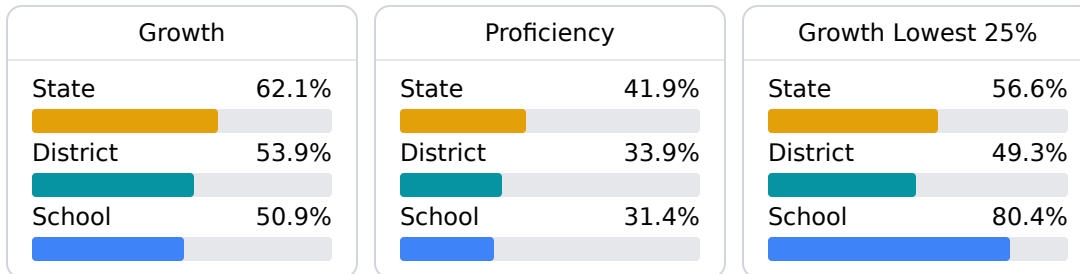 Growth
State 62.1%
District 53.9%
School 50.9%
Proficiency
State 41.9%
District 33.9%
School 31.4%
Growth Lowest 25%
State 56.6%
District 49.3%
School 80.4%